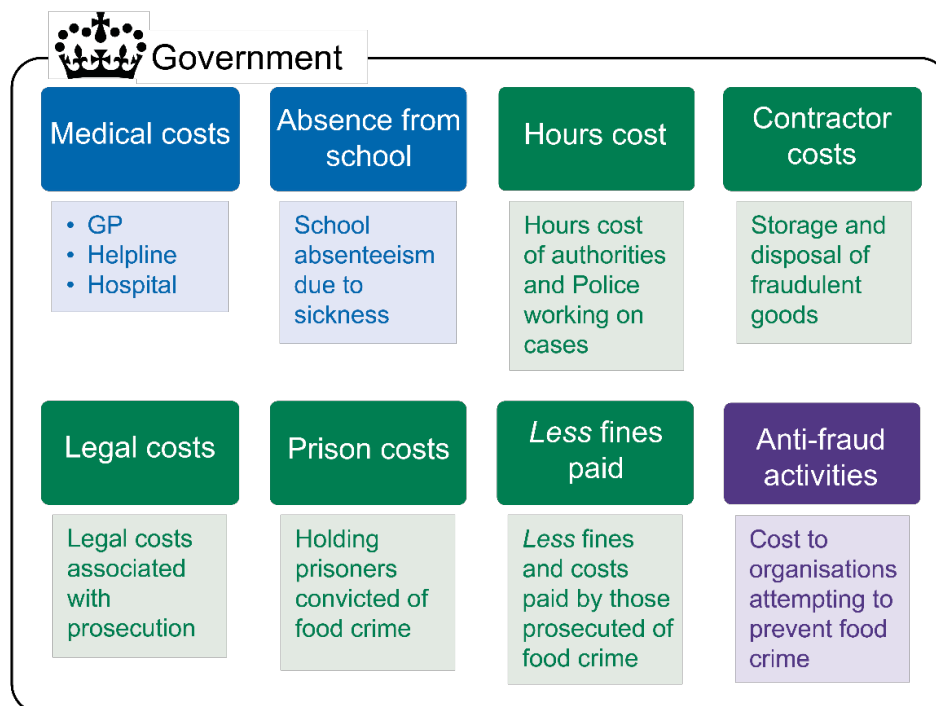 Government
Medical costs
• GP
• Helpline
• Hospital
Absence from
school
School
absenteeism
due to
sickness
Hours cost
Hours cost
of authorities
and Police
working on
cases
Contractor
costs
Storage and
disposal of
fraudulent
goods
Legal costs
Legal costs
associated
with
prosecution
Prison costs
Holding
prisoners
convicted of
food crime
Less fines
paid
Less fines
and costs
paid by those
prosecuted of
food crime
Anti-fraud
activities
Cost to
organisations
attempting to
prevent food
crime